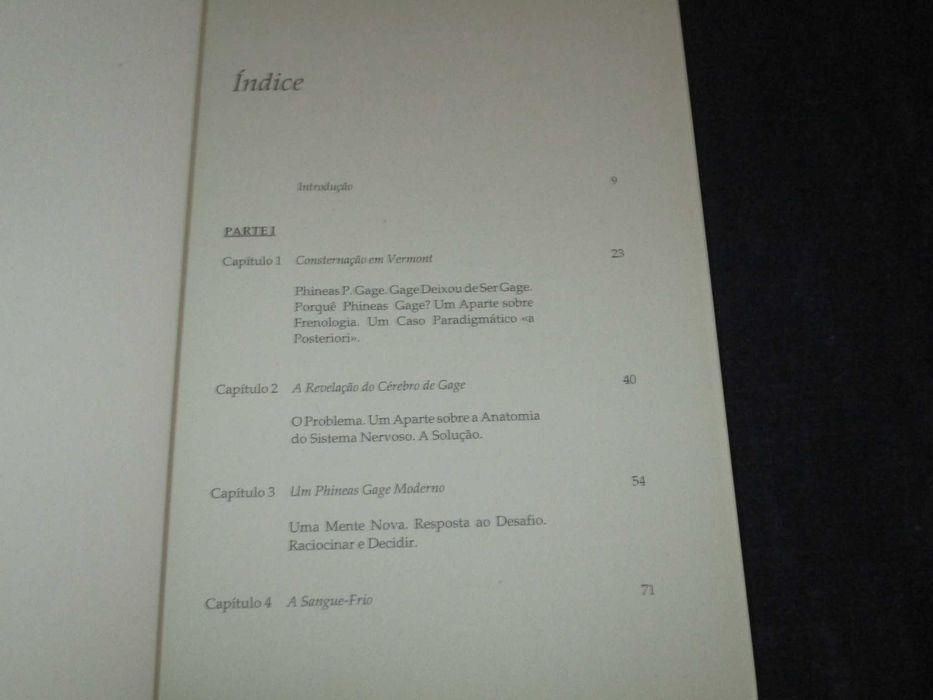 Índice
Introdução 9
PARTE I
Capítulo 1 Consternação em Vermont 23
Phineas P. Gage. Gage Deixou de Ser Gage.
Porquê Phineas Gage? Um Aparte sobre
Frenologia. Um Caso Paradigmático «a
Posteriori».
Capítulo 2 A Revelação do Cérebro de Gage 40
O Problema. Um Aparte sobre a Anatomia
do Sistema Nervoso. A Solução.
Capítulo 3 Um Phineas Gage Moderno 54
Uma Mente Nova. Resposta ao Desafio.
Raciocinar e Decidir.
Capítulo 4 A Sangue-Frio 71